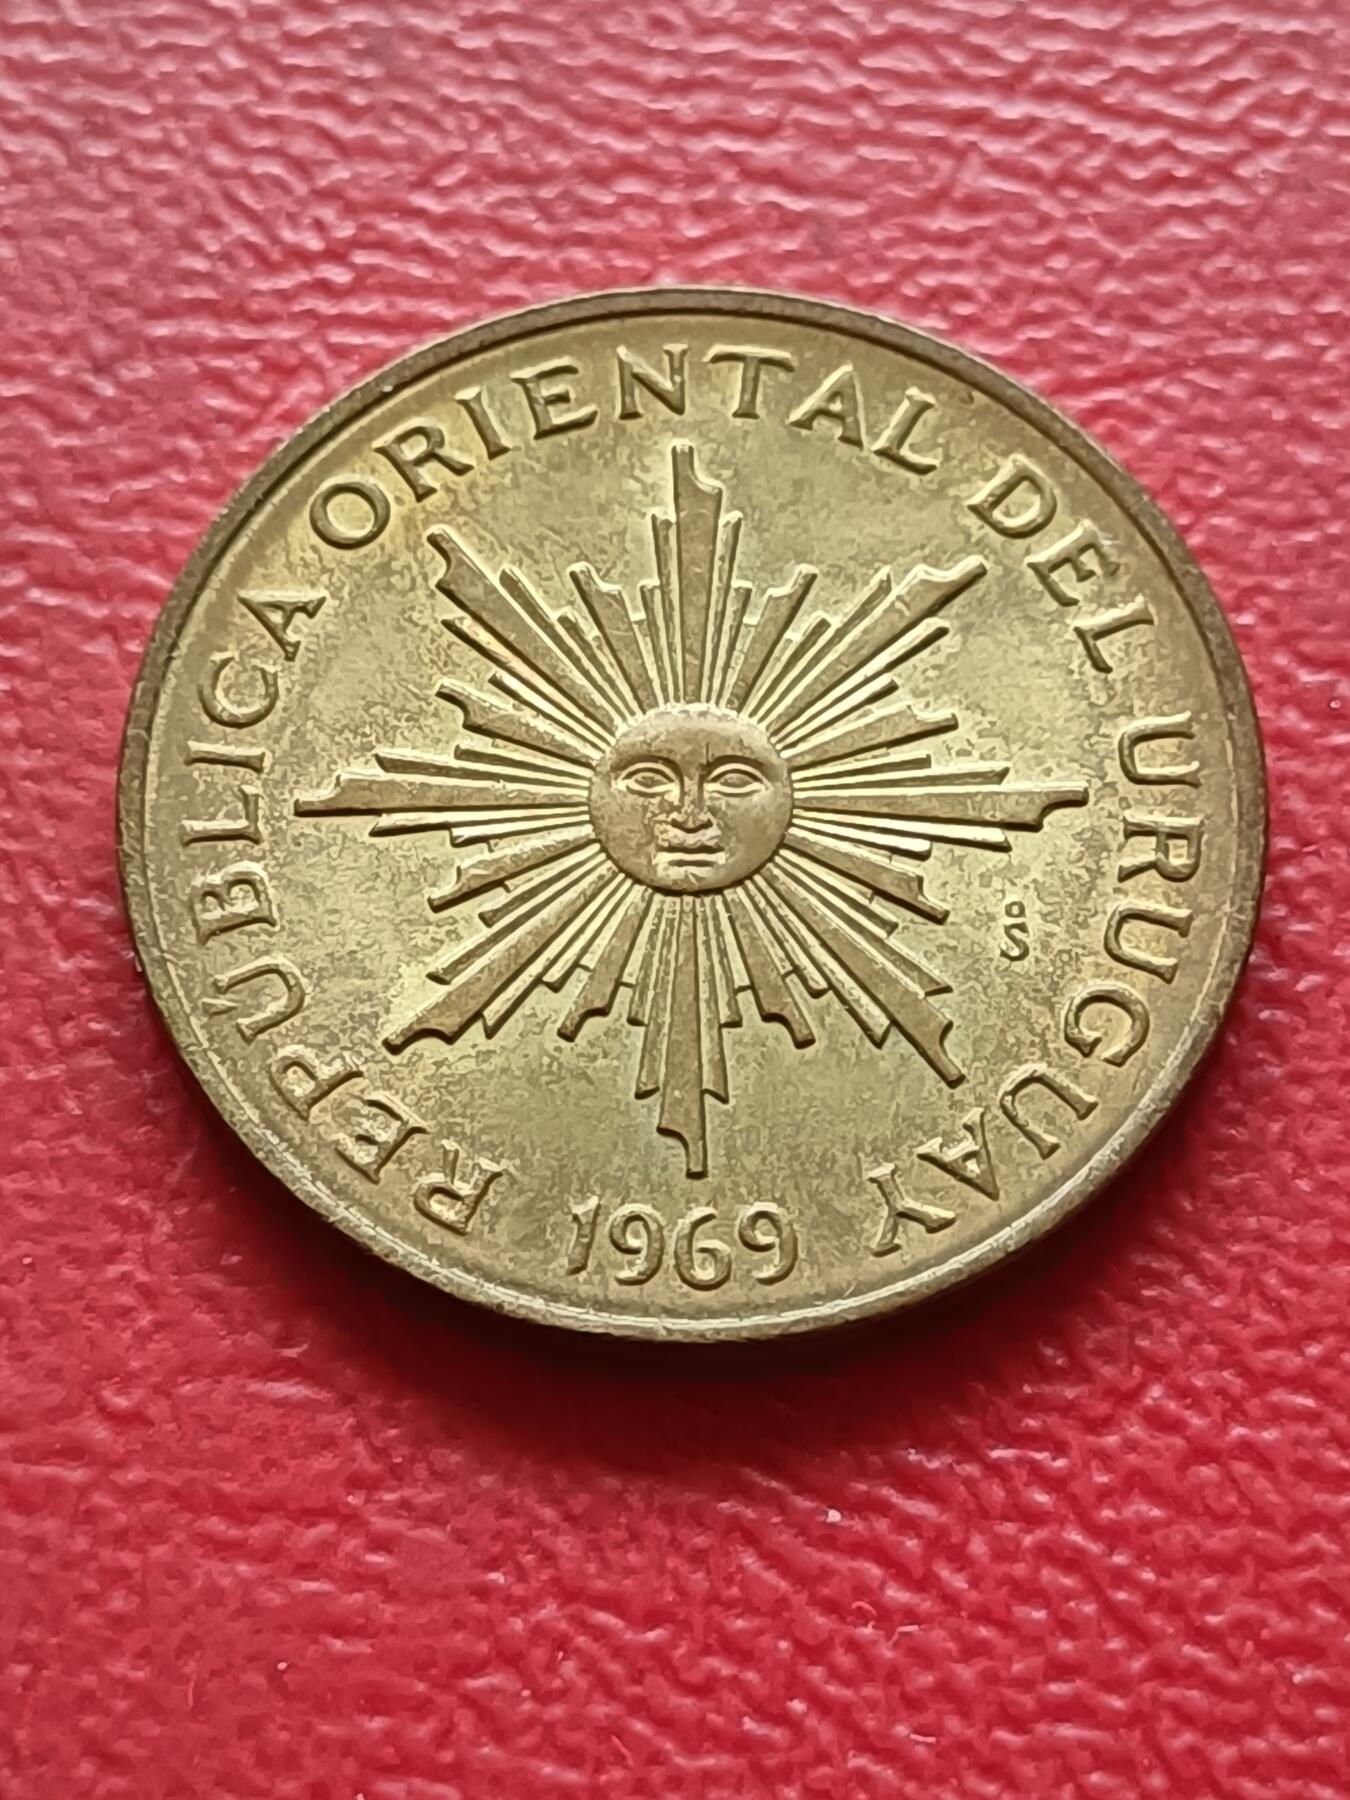 REPUBLICA ORIENTAL DEL URUGUAY
1969
So